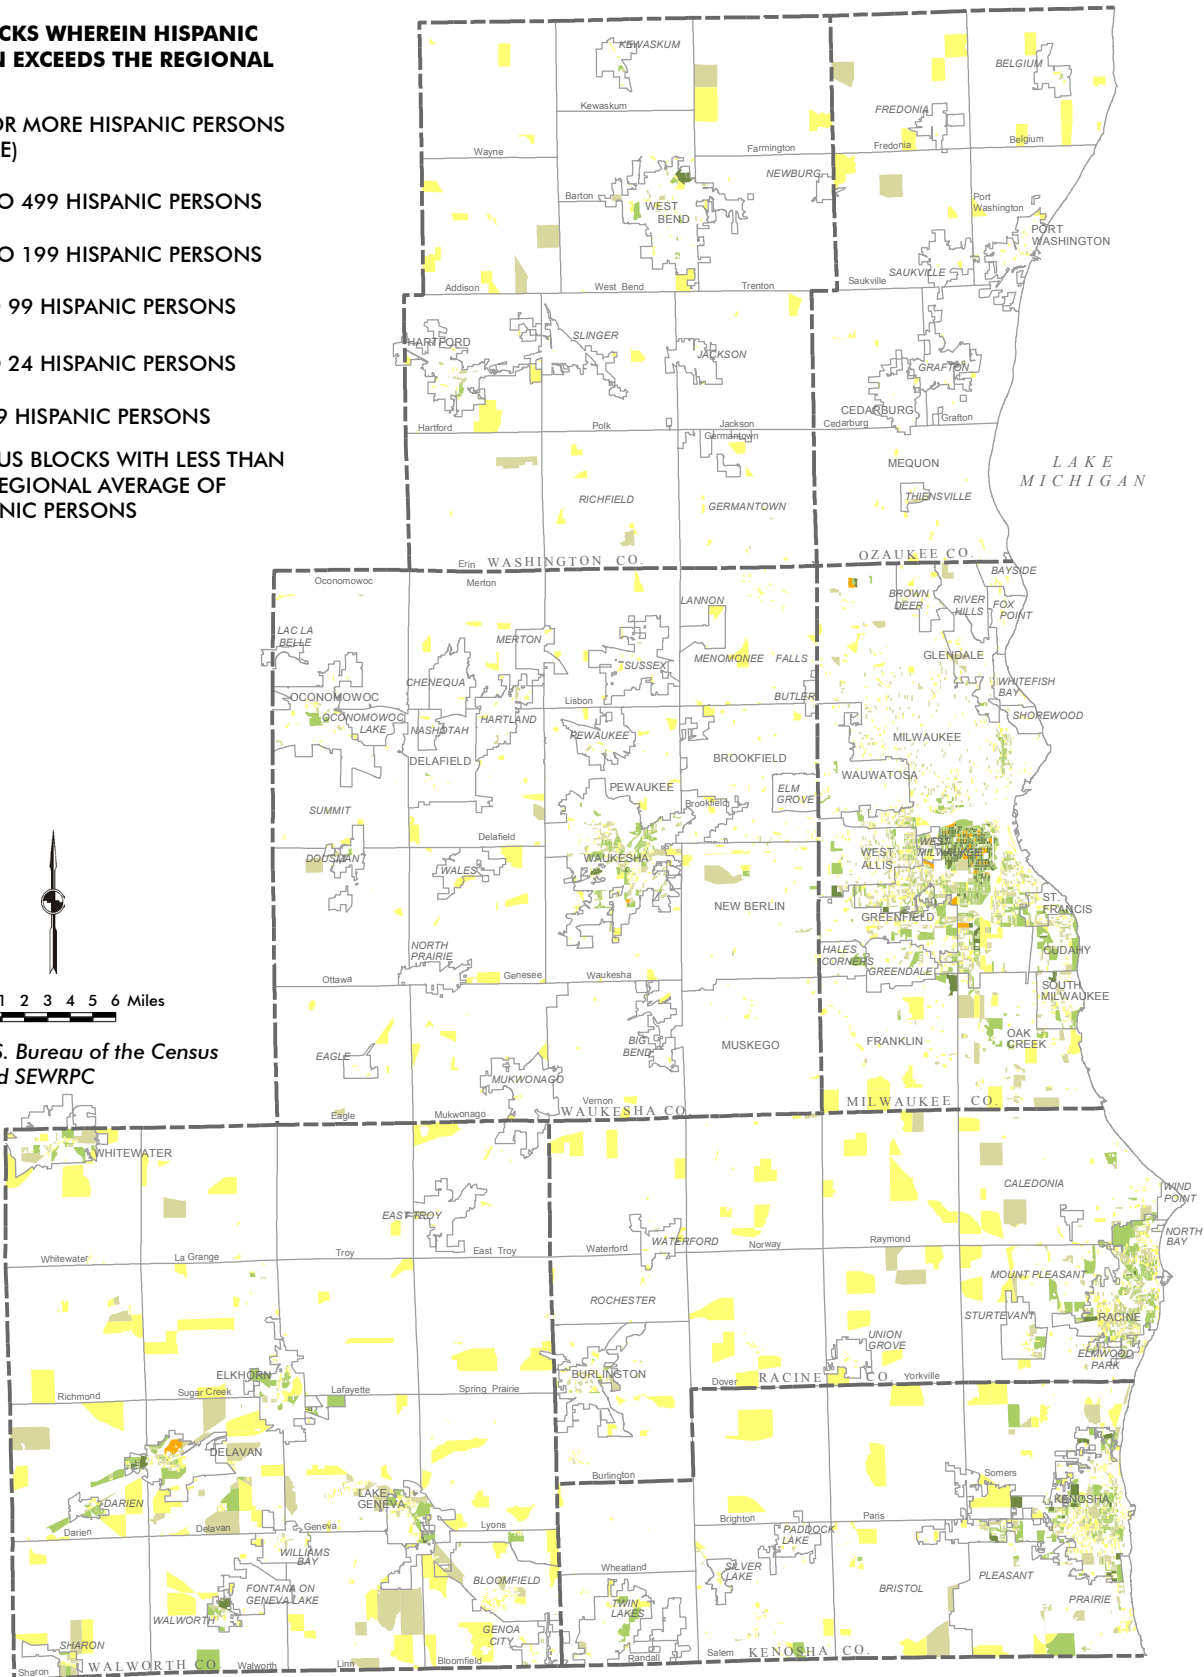 CKS WHEREIN HISPANIC
N EXCEEDS THE REGIONAL
OR MORE HISPANIC PERSONS
E)
O 499 HISPANIC PERSONS
O 199 HISPANIC PERSONS
99 HISPANIC PERSONS
24 HISPANIC PERSONS
9 HISPANIC PERSONS
US BLOCKS WITH LESS THAN
EGIONAL AVERAGE OF
NIC PERSONS
KEWASKUM
Kewaskum
Wayne
Barton
WEST
BEND
Farmington
NEWBURG
BELGIUM
FREDONIA
Fredonia
Belgium
Port
Washington
PORT
WASHINGTON
SAUKVILLE
Saukville
Addison
West Bend
Trenton
HARTFORD
SLINGER
JACKSON
GRAFTON
CEDARBURG
Grafton
Hartford
Polk
Jackson
Germantown
Cedarburg
MEQUON
THIENSVILLE
LAKE
MICHIGAN
RICHFIELD
GERMANTOWN
Erin
WASHINGTON CO.
OZAUKEE CO.
Oconomowoc
Merton
LANNON
LAC LA
BELLE
MERTON
CHENEQUA
SUSSEX
MENOMONEE FALLS
BUTLER
OCONOMOWOC
OCONOMOWOC
LAKE
NASHOTAH
HARTLAND
Lisbon
PEWAUKEE
DELAFIELD
PEWAUKEE
BROOKFIELD
Brookfield
ELM
GROVE
SUMMIT
Delafield
DOUSMAN
WALES
WAUKESHA
NEW BERLIN
NORTH
PRAIRIE
Ottawa
Genesee
Waukesha
EAGLE
BIG
BEND
MUSKEGO
MUKWONAGO
Eagle
Mukwonago
Vernon
WAUKESHA CO.
BAYSIDE
BROWN
DEER
RIVER
HILLS
FOX
POINT
GLENDALE
WHITEFISH
BAY
SHOREWOOD
MILWAUKEE
WAUWATOSA
WEST
ALLIS
WEST
MILWAUKEE
GREENFIELD
ST.
FRANCIS
HALES
CORNERS
GREENDALE
CUDAHY
SOUTH
MILWAUKEE
FRANKLIN
OAK
CREEK
MILWAUKEE CO.
1 2 3 4 5 6 Miles
S. Bureau of the Census
d SEWRPC
WHITEWATER
EAST TROY
Whitewater
La Grange
Troy
East Troy
ELKHORN
Richmond
Sugar Creek
Lafayette
Spring Prairie
DELAVAN
DARIEN
Darien
Delavan
LAKE
GENEVA
Geneva
Lyons
WILLIAMS
BAY
FONTANA ON
GENEVA LAKE
BLOOMFIELD
WALWORTH
GENOA
CITY
SHARON
Sharon
WALWORTH CO.
Walworth
Linn
Bloomfield
WATERFORD
Waterford
Norway
Raymond
CALEDONIA
WIND
POINT
NORTH
BAY
ROCHESTER
MOUNT PLEASANT
STURTEVANT
RACINE
UNION
GROVE
ELMWOOD
PARK
BURLINGTON
Dover
RACINE CO.
Yorkville
Burlington
Somers
KENOSHA
Brighton
Paris
PADDOCK
LAKE
SILVER
LAKE
Wheatland
BRISTOL
PLEASANT
PRAIRIE
TWIN
LAKES
Randall
Salem
KENOSHA CO.